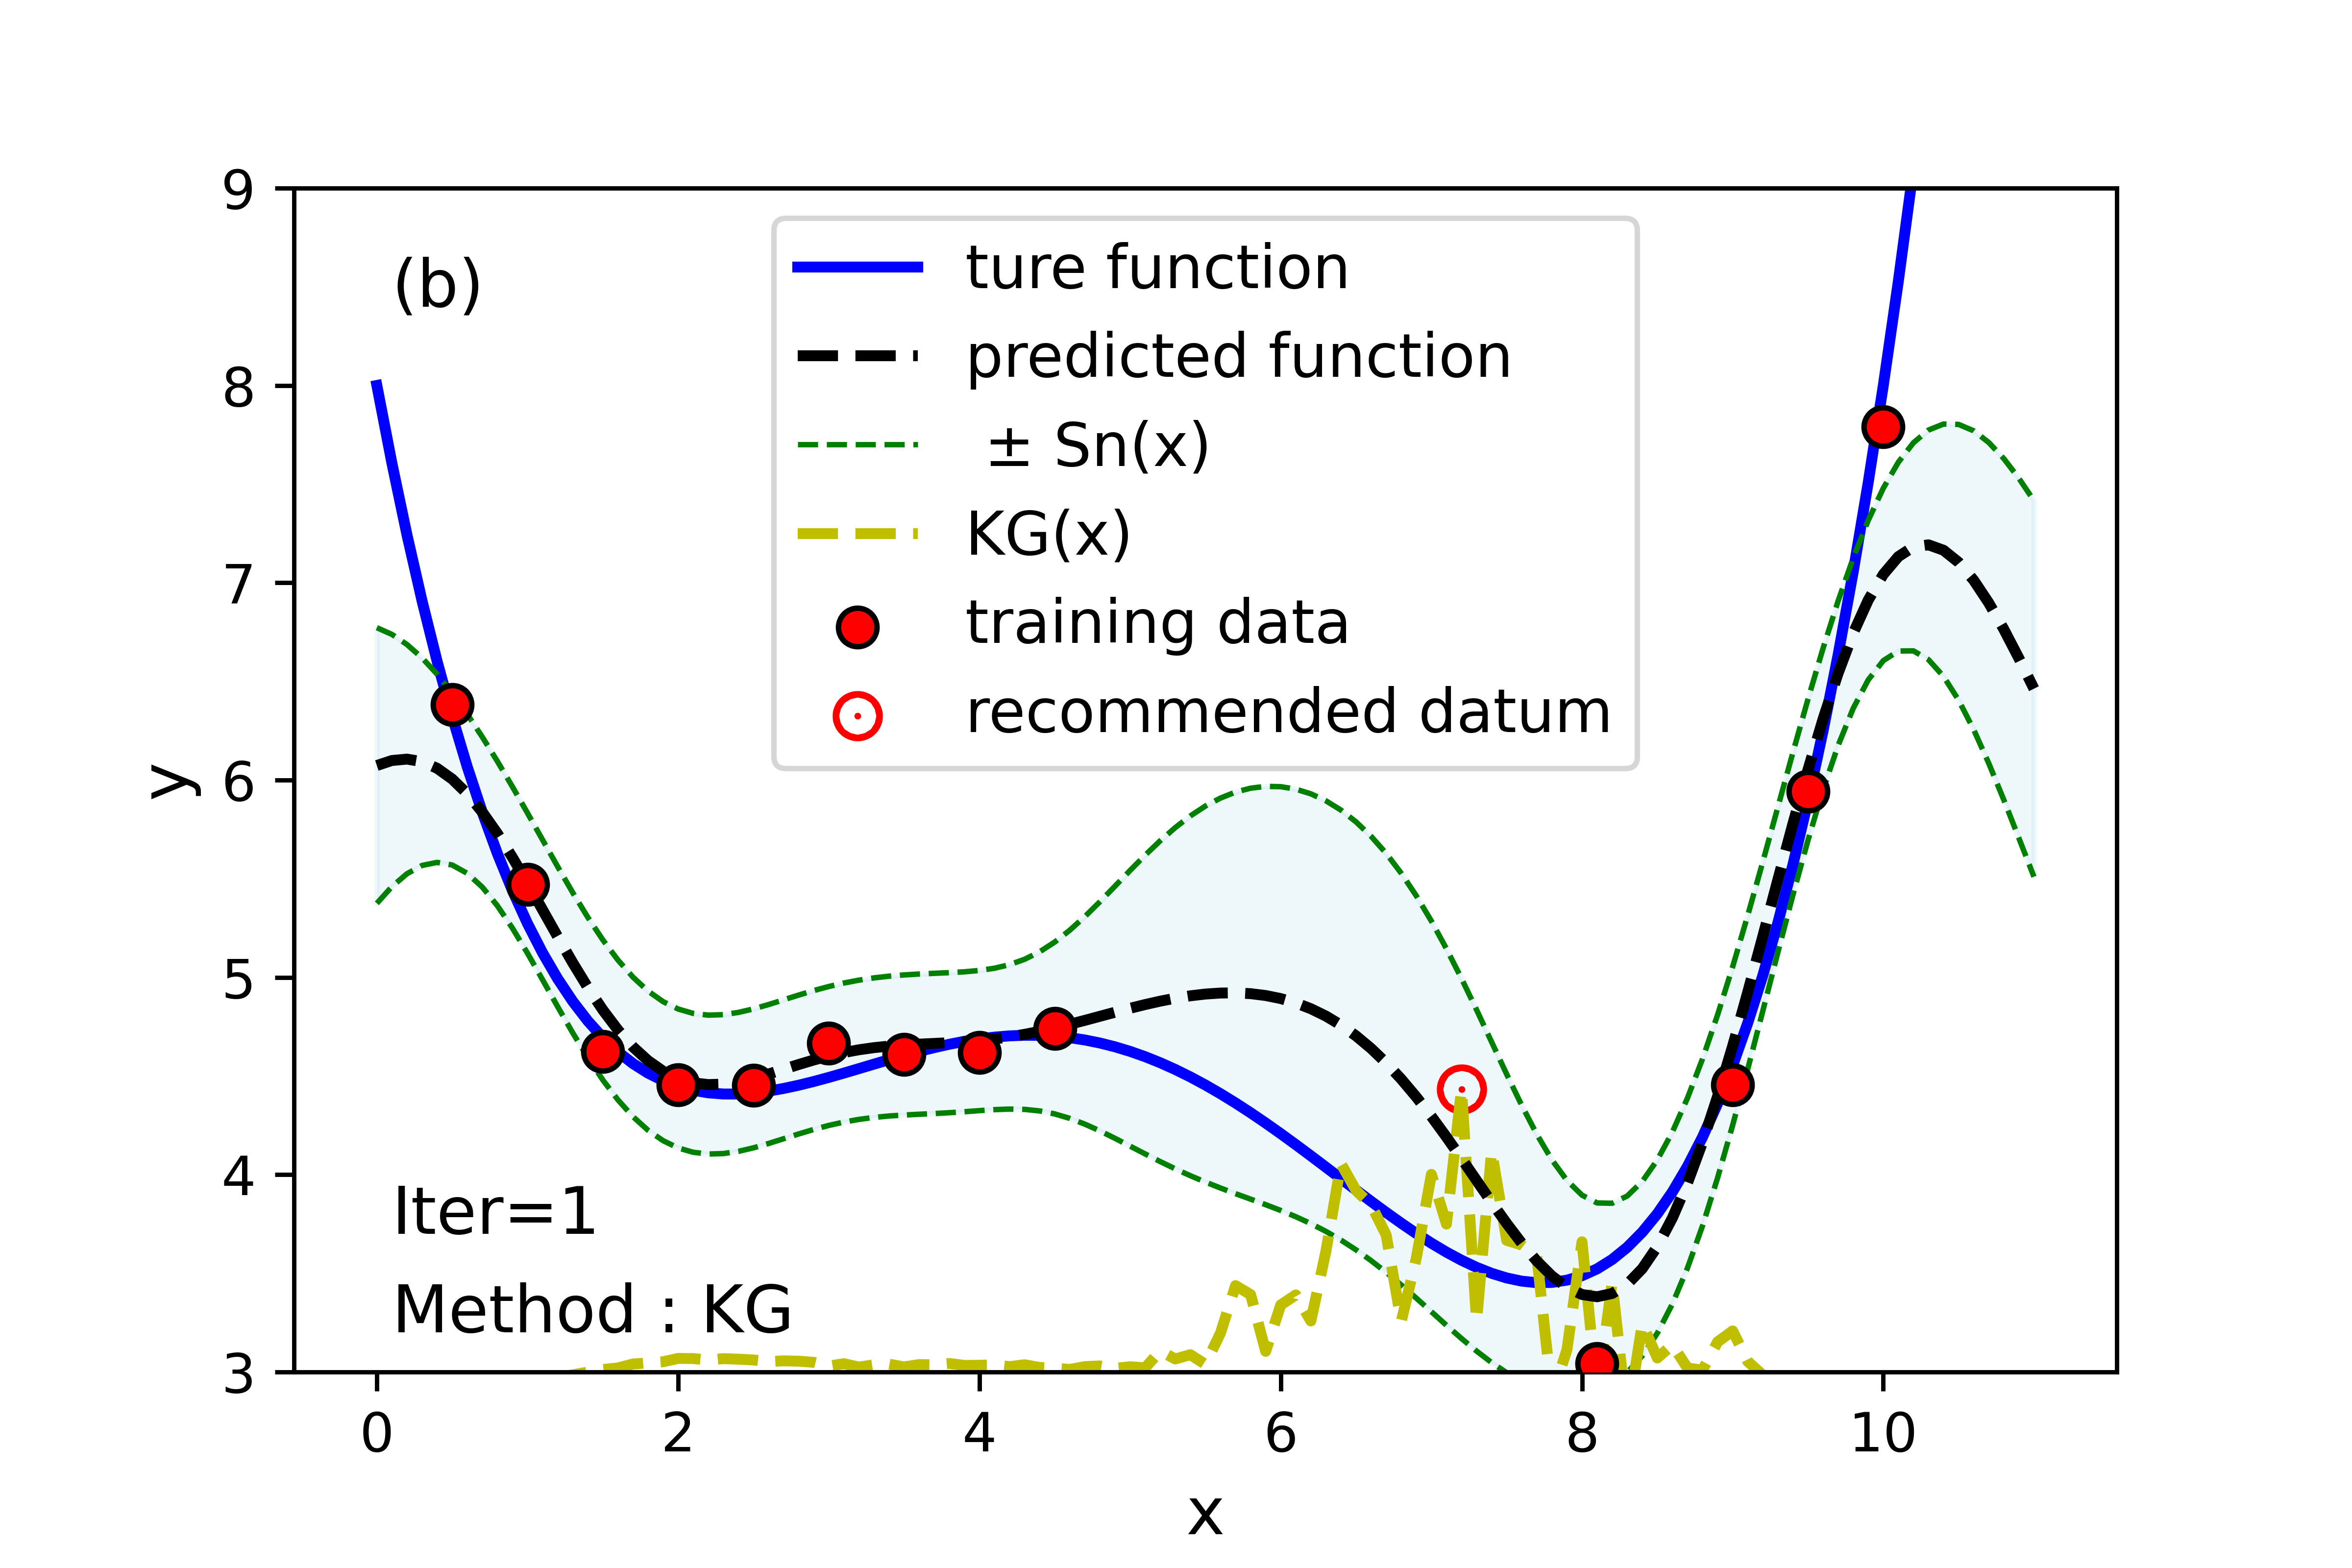 (b)
ture function
predicted function
± Sn(x)
KG(x)
training data
recommended datum
Iter=1
Method : KG
9
8
7
6
5
4
3
y
0 2 4 6 8 10
x